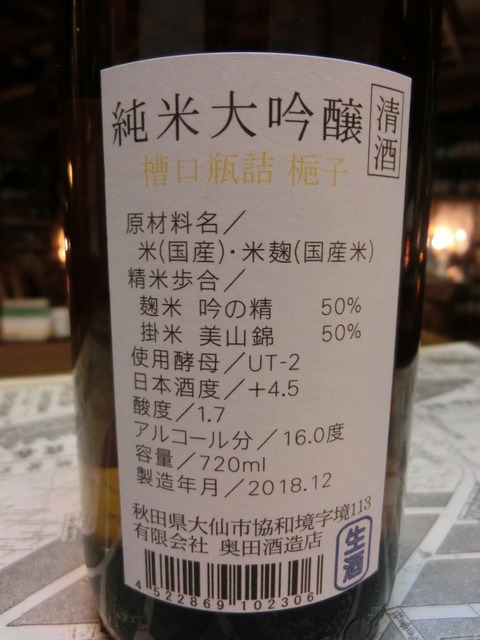 純米大吟醸 清酒
槽口瓶詰 梔子
原材料名／
米(国産)・米麹(国産米)
精米歩合／
麹米 吟の精 50%
掛米 美山錦 50%
使用酵母／UT-2
日本酒度／+4.5
酸度／1.7
アルコール分／16.0度
容量／720ml
製造年月／2018.12
秋田県大仙市協和境字境113
有限会社 奥田酒造店
生酒
4522869102306